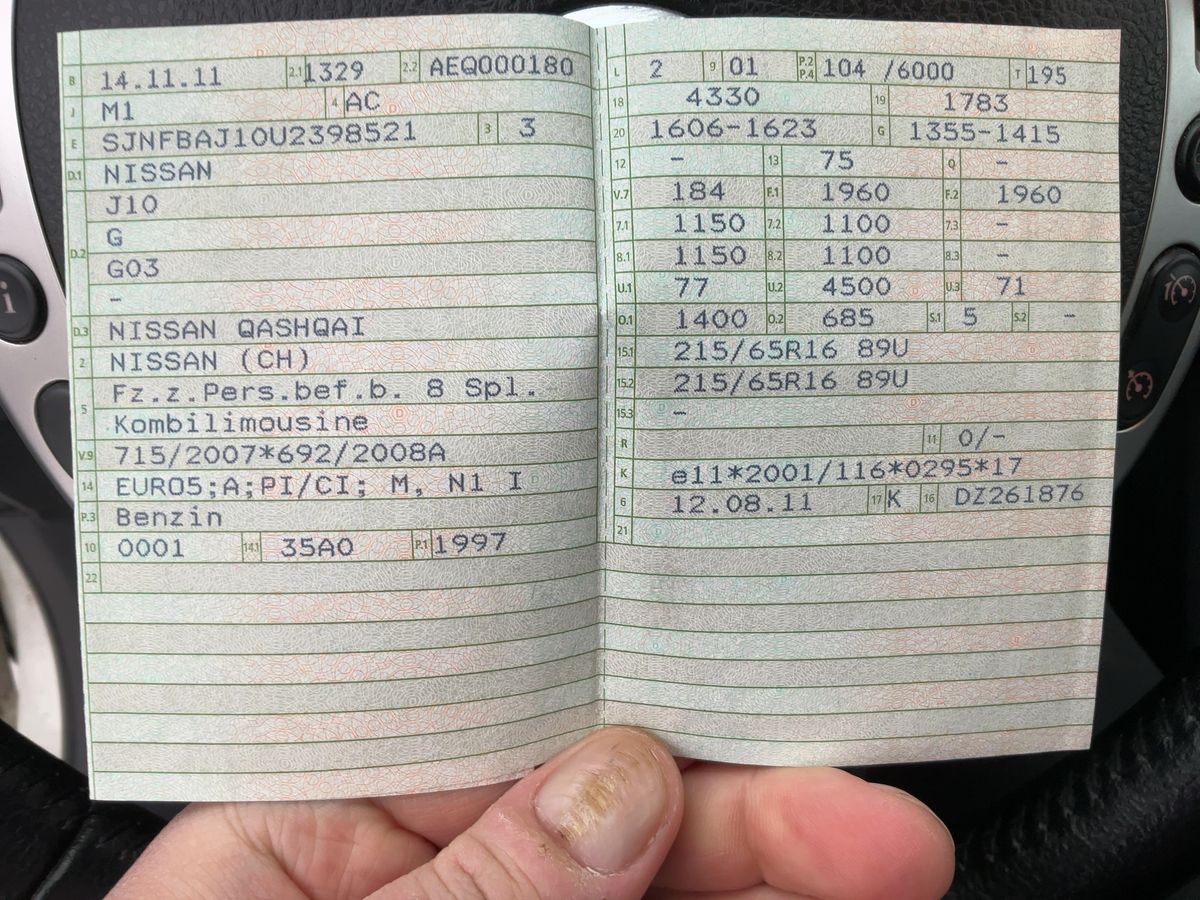 B 14.11.11 2.1 1329 2.2 AEQ000180
J M1 4 AC
E SJNFBAJ10U2398521 3 3
D.1 NISSAN
J10
D.2 G
G03
-
D.3 NISSAN QASHQAI
2 NISSAN (CH)
5 Fz.z.Pers.bef.b. 8 Spl.
Kombilimousine
V.9 715/2007*692/2008A
14 EURO5;A;PI/CI; M, N1 I
P.3 Benzin
10 0001 14.1 35A0 P.1 1997
22
L 2 9 01 P.2 P.4 104 /6000 T 195
18 4330 19 1783
20 1606-1623 G 1355-1415
12 - 13 75 Q -
V.7 184 F.1 1960 F.2 1960
7.1 1150 7.2 1100 7.3 -
8.1 1150 8.2 1100 8.3 -
U.1 77 U.2 4500 U.3 71
O.1 1400 O.2 685 S.1 5 S.2 -
15.1 215/65R16 89U
15.2 215/65R16 89U
15.3 -
R 11 0/-
K e11*2001/116*0295*17
6 12.08.11 17 K 16 DZ261876
21
i